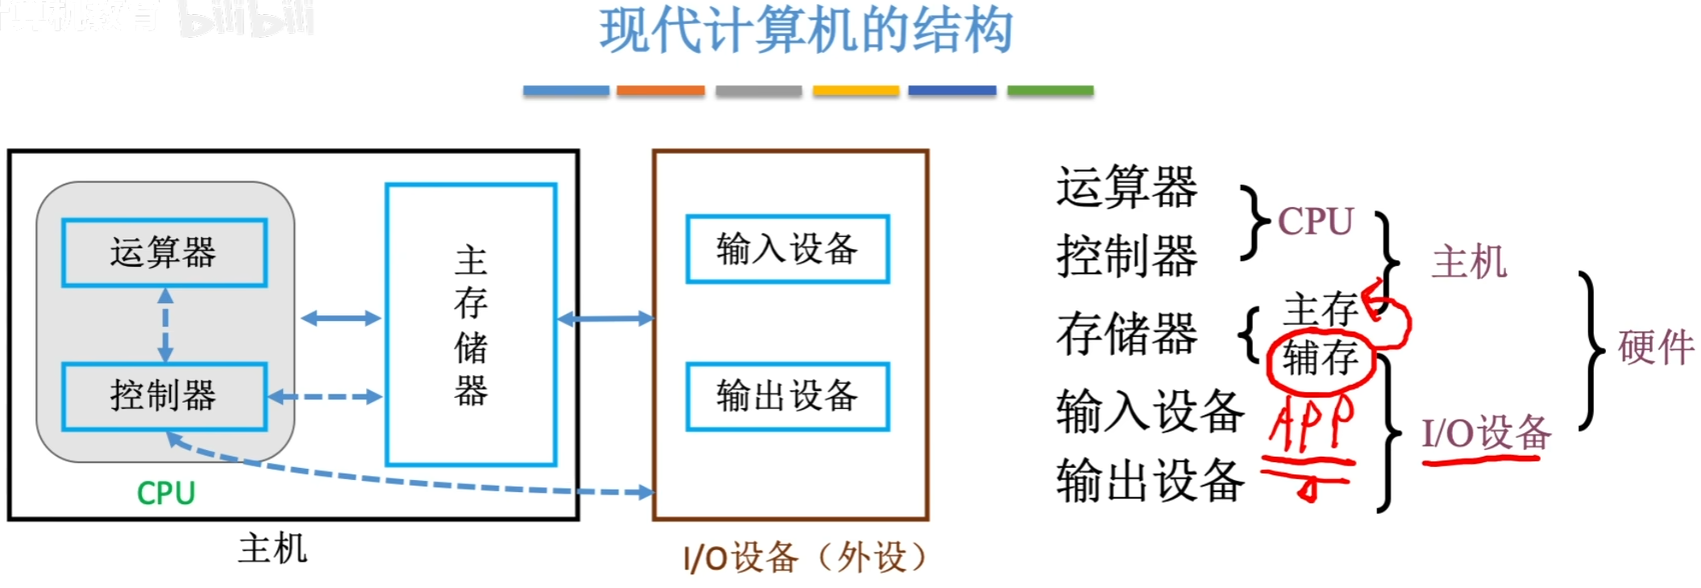 bilibili
现代计算机的结构
运算器
控制器
CPU
主存储器
主机
输入设备
输出设备
I/O设备（外设）
运算器
控制器
CPU
存储器
主存
辅存
主机
输入设备
输出设备
APP
I/O设备
硬件